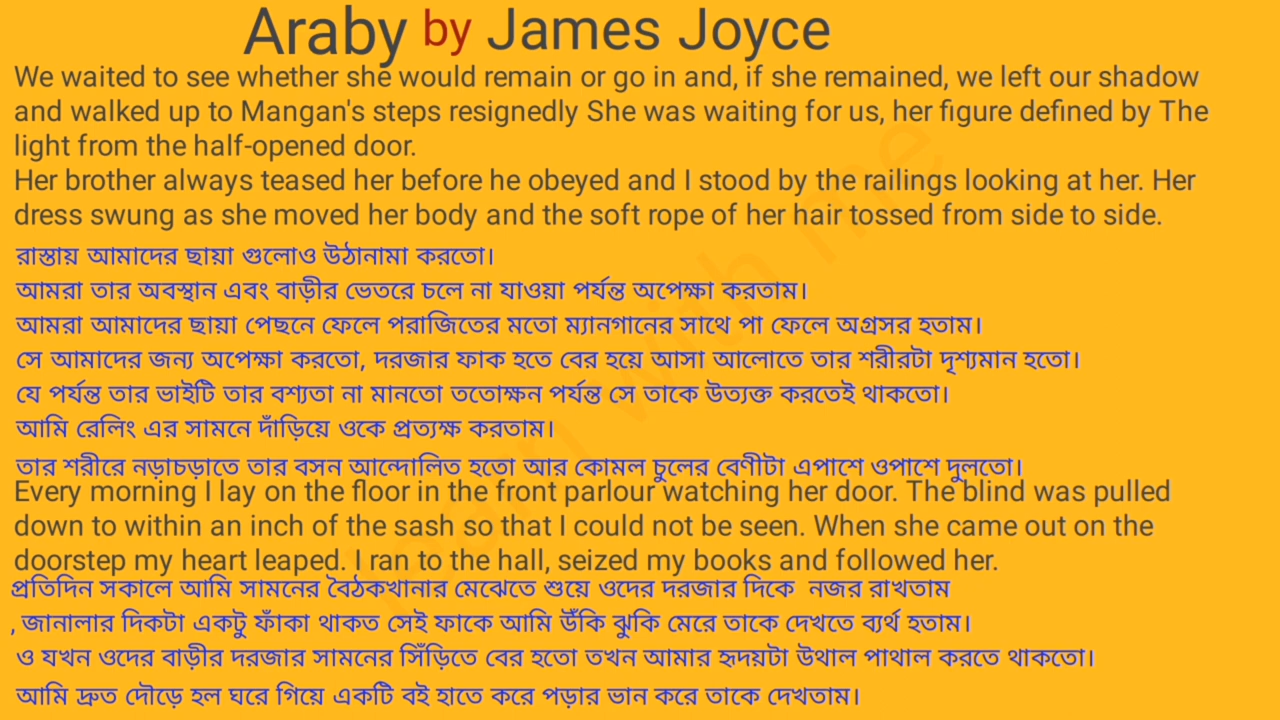 Araby by James Joyce
We waited to see whether she would remain or go in and, if she remained, we left our shadow
and walked up to Mangan's steps resignedly She was waiting for us, her figure defined by The
light from the half-opened door.
Her brother always teased her before he obeyed and I stood by the railings looking at her. Her
dress swung as she moved her body and the soft rope of her hair tossed from side to side.
রাস্তায় আমাদের ছায়া গুলোও উঠানামা করতো।
আমরা তার অবস্থান এবং বাড়ীর ভেতরে চলে না যাওয়া পর্যন্ত অপেক্ষা করতাম।
আমরা আমাদের ছায়া পেছনে ফেলে পরাজিতের মতো ম্যানগানের সাথে পা ফেলে অগ্রসর হতাম।
সে আমাদের জন্য অপেক্ষা করতো, দরজার ফাক হতে বের হয়ে আসা আলোতে তার শরীরটা দৃশ্যমান হতো।
যে পর্যন্ত তার ভাইটি তার বশ্যতা না মানতো ততোক্ষন পর্যন্ত সে তাকে উত্যক্ত করতেই থাকতো।
আমি রেলিং এর সামনে দাঁড়িয়ে ওকে প্রত্যক্ষ করতাম।
তার শরীরে নড়াচড়াতে তার বসন আন্দোলিত হতো আর কোমল চুলের বেণীটা এপাশে ওপাশে দুলতো।
Every morning I lay on the floor in the front parlour watching her door. The blind was pulled
down to within an inch of the sash so that I could not be seen. When she came out on the
doorstep my heart leaped. I ran to the hall, seized my books and followed her.
প্রতিদিন সকালে আমি সামনের বৈঠকখানার মেঝেতে শুয়ে ওদের দরজার দিকে নজর রাখতাম
, জানালার দিকটা একটু ফাঁকা থাকত সেই ফাকে আমি উঁকি ঝুকি মেরে তাকে দেখতে ব্যর্থ হতাম।
ও যখন ওদের বাড়ীর দরজার সামনের সিঁড়িতে বের হতো তখন আমার হৃদয়টা উথাল পাথাল করতে থাকতো।
আমি দ্রুত দৌড়ে হল ঘরে গিয়ে একটি বই হাতে করে পড়ার ভান করে তাকে দেখতাম।
with me